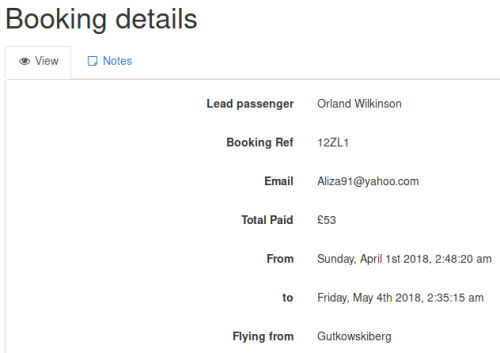 Booking details
View Notes
Lead passenger Orland Wilkinson
Booking Ref 12ZL1
Email Aliza91@yahoo.com
Total Paid £53
From Sunday, April 1st 2018, 2:48:20 am
to Friday, May 4th 2018, 2:35:15 am
Flying from Gutkowskiberg